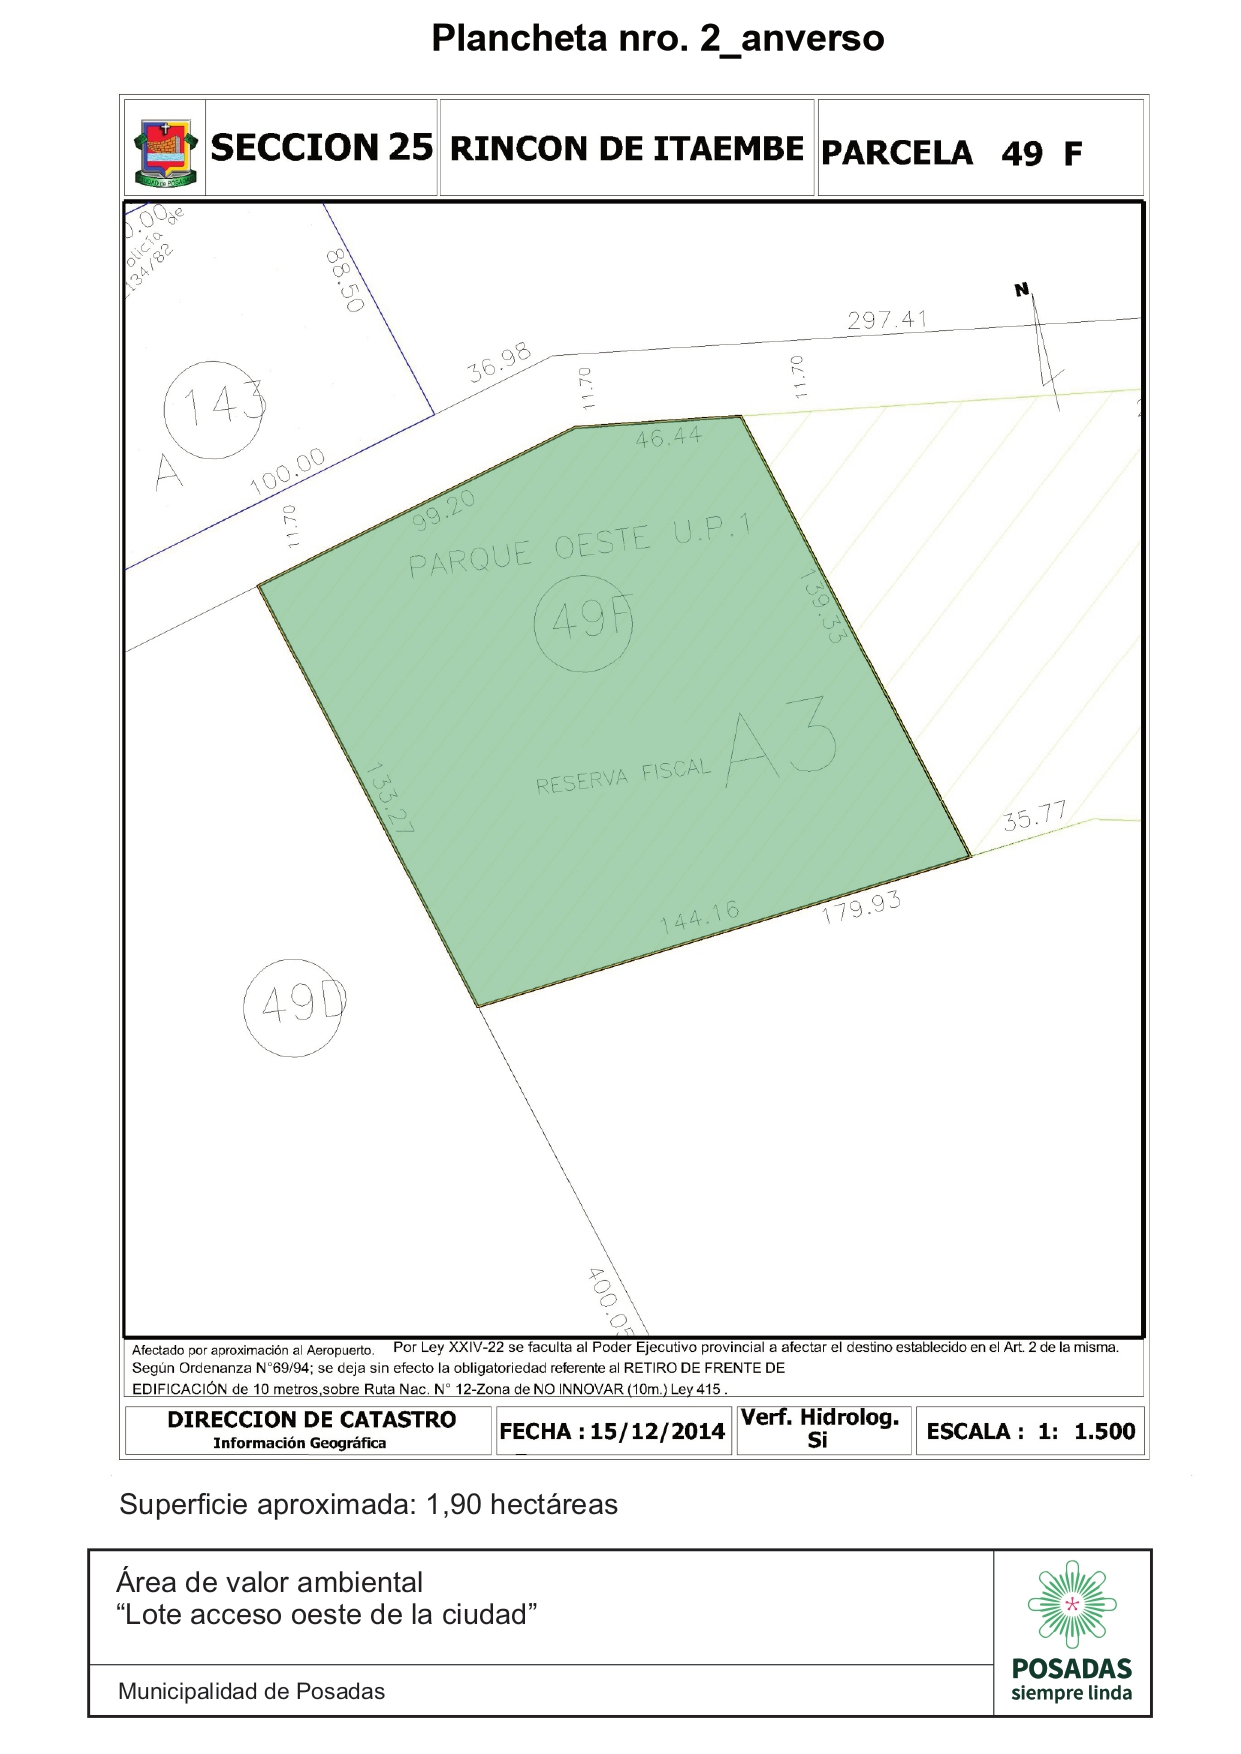 Plancheta nro. 2_anverso
SECCION 25
RINCON DE ITAEMBE
PARCELA 49 F
de
134/82
88.50
N
297.41
36.98
11.70
11.70
143
A
100.00
11.70
46.44
99.20
PARQUE OESTE U.P.1
49F
139.33
A3
RESERVA FISCAL
133.27
35.77
144.16
179.93
49D
400.05
Afectado por aproximación al Aeropuerto. Por Ley XXIV-22 se faculta al Poder Ejecutivo provincial a afectar el destino establecido en el Art. 2 de la misma.
Según Ordenanza N°69/94; se deja sin efecto la obligatoriedad referente al RETIRO DE FRENTE DE
EDIFICACIÓN de 10 metros,sobre Ruta Nac. N° 12-Zona de NO INNOVAR (10m.) Ley 415 .
DIRECCION DE CATASTRO
Información Geográfica
FECHA : 15/12/2014
Verf. Hidrolog.
Si
ESCALA : 1: 1.500
Superficie aproximada: 1,90 hectáreas
Área de valor ambiental
“Lote acceso oeste de la ciudad”
Municipalidad de Posadas
POSADAS
siempre linda